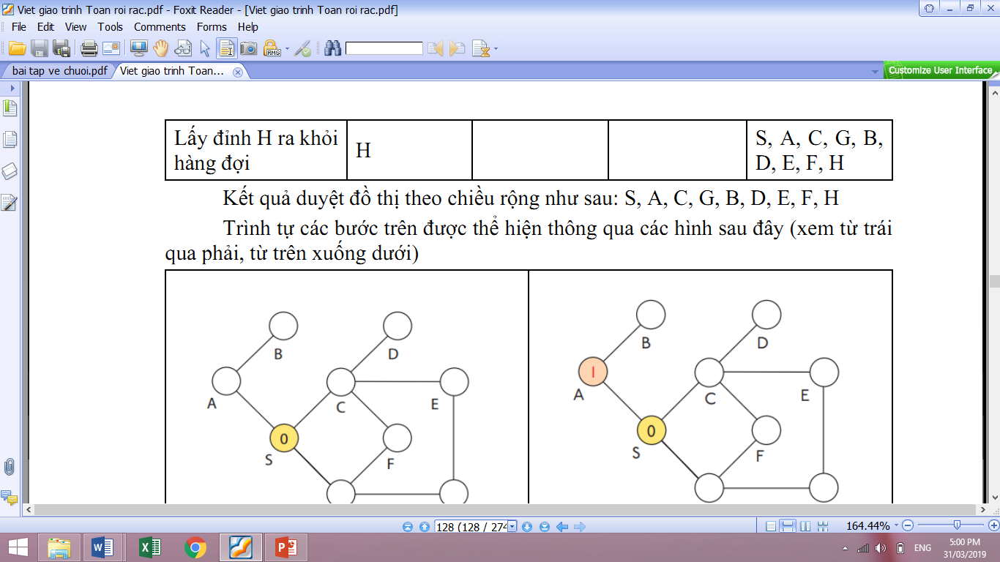 Viet giao trinh Toan roi rac.pdf - Foxit Reader - [Viet giao trinh Toan roi rac.pdf]
File Edit View Tools Comments Forms Help
RMS
bai tap ve chuoi.pdf Viet giao trinh Toan... Customize User Interface
Lấy đỉnh H ra khỏi
hàng đợi
H
S, A, C, G, B,
D, E, F, H
Kết quả duyệt đồ thị theo chiều rộng như sau: S, A, C, G, B, D, E, F, H
Trình tự các bước trên được thể hiện thông qua các hình sau đây (xem từ trái
qua phải, từ trên xuống dưới)
B D
A C E
0
S F
B D
1
A C E
0
S F
128 (128 / 274 164.44%
ENG 5:00 PM
31/03/2019